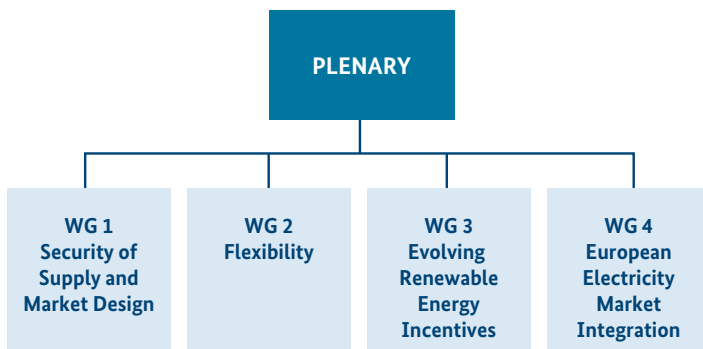 PLENARY
WG 1
Security of
Supply and
Market Design
WG 2
Flexibility
WG 3
Evolving
Renewable
Energy
Incentives
WG 4
European
Electricity
Market
Integration